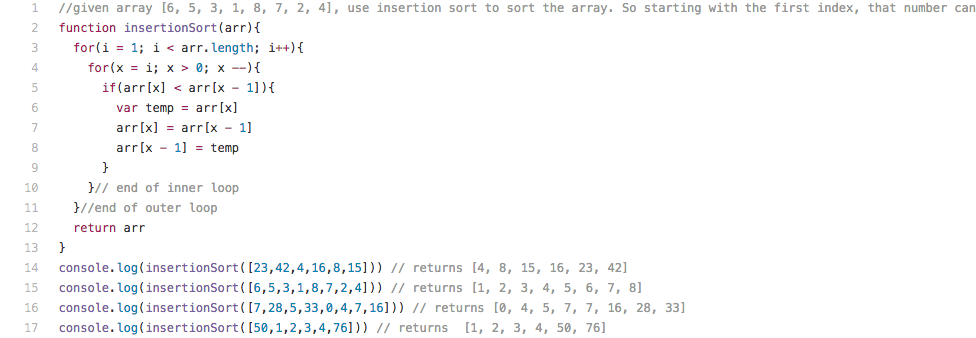 1 //given array [6, 5, 3, 1, 8, 7, 2, 4], use insertion sort to sort the array. So starting with the first index, that number can
2 function insertionSort(arr){
3 for(i = 1; i < arr.length; i++){
4 for(x = i; x > 0; x --){
5 if(arr[x] < arr[x - 1]){
6 var temp = arr[x]
7 arr[x] = arr[x - 1]
8 arr[x - 1] = temp
9 }
10 }// end of inner loop
11 }//end of outer loop
12 return arr
13 }
14 console.log(insertionSort([23,42,4,16,8,15])) // returns [4, 8, 15, 16, 23, 42]
15 console.log(insertionSort([6,5,3,1,8,7,2,4])) // returns [1, 2, 3, 4, 5, 6, 7, 8]
16 console.log(insertionSort([7,28,5,33,0,4,7,16])) // returns [0, 4, 5, 7, 7, 16, 28, 33]
17 console.log(insertionSort([50,1,2,3,4,76])) // returns  [1, 2, 3, 4, 50, 76]